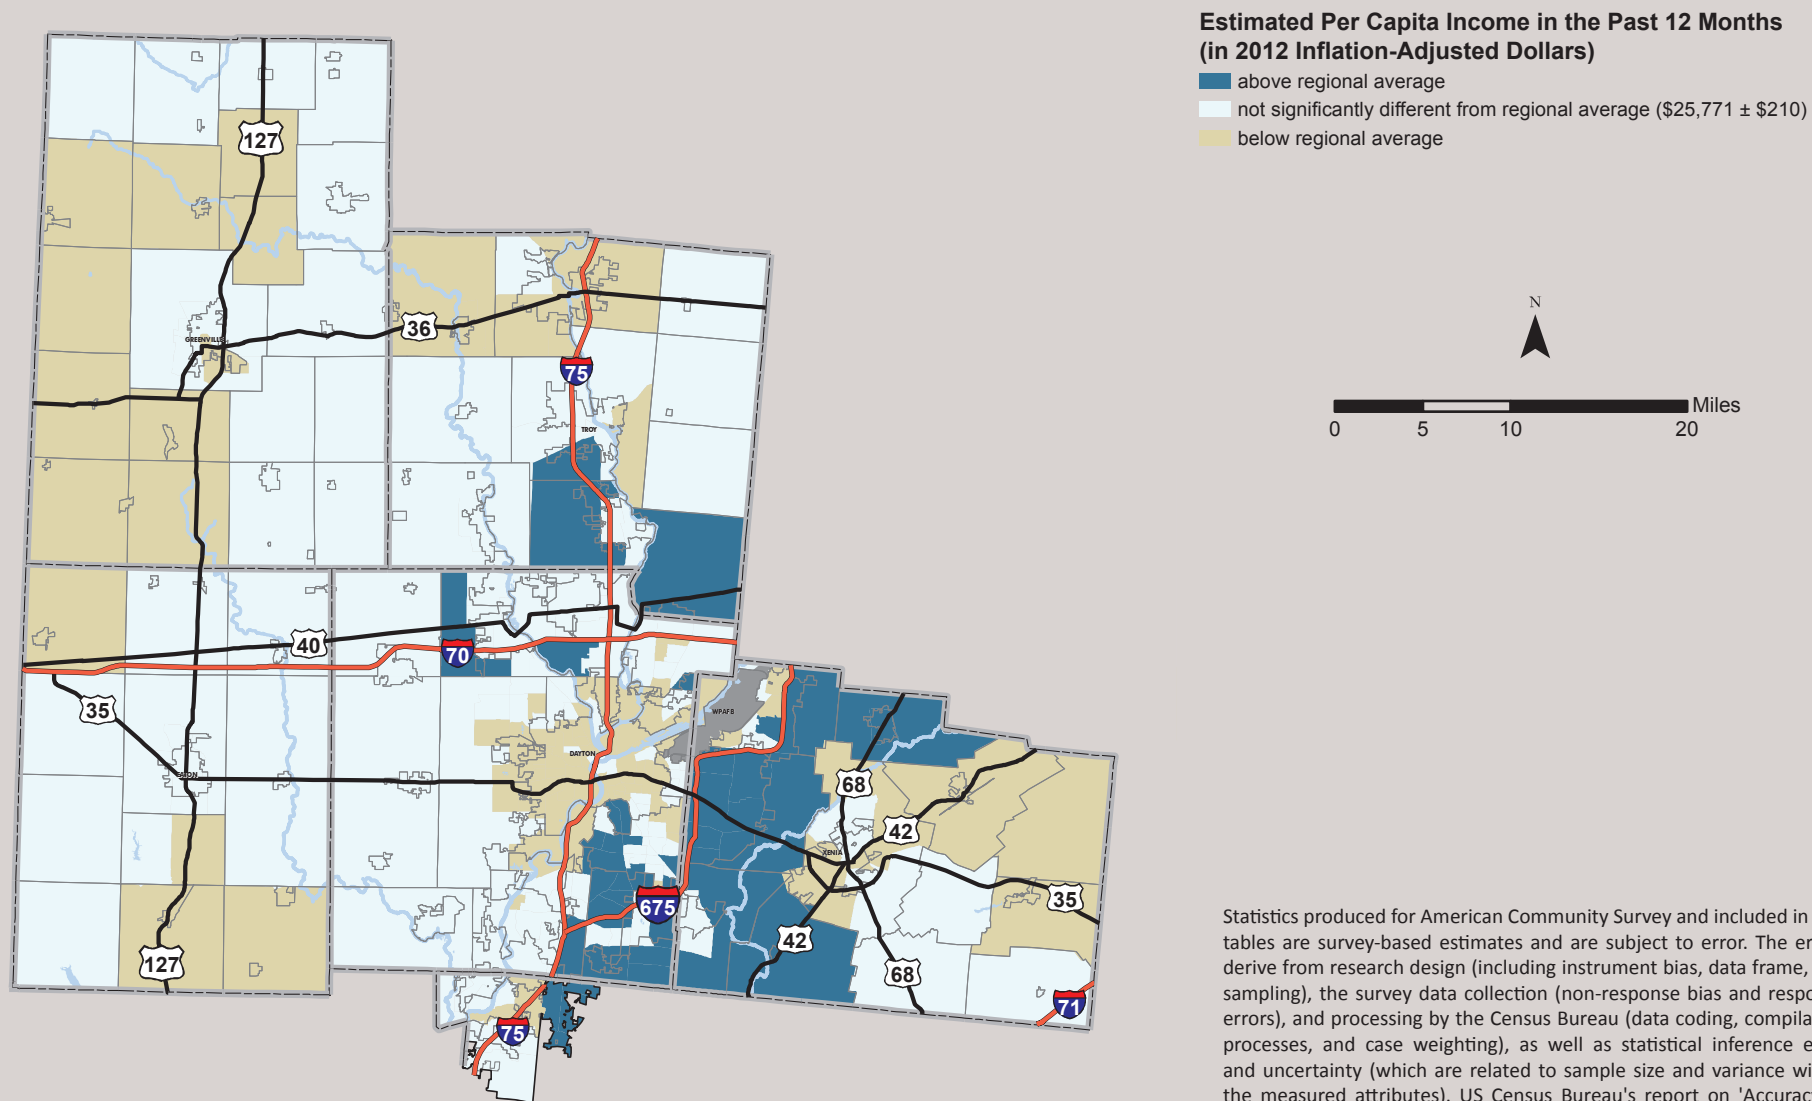 Estimated Per Capita Income in the Past 12 Months
(in 2012 Inflation-Adjusted Dollars)
above regional average
not significantly different from regional average ($25,771 ± $210)
below regional average
127
36
GREENVILLE
75
TROY
N
Miles
0 5 10 20
40
70
35
WPAFB
DAYTON
EATON
68
42
XENIA
675
35
42
127
68
71
75
Statistics produced for American Community Survey and included in
tables are survey-based estimates and are subject to error. The er
derive from research design (including instrument bias, data frame,
sampling), the survey data collection (non-response bias and respo
errors), and processing by the Census Bureau (data coding, compila
processes, and case weighting), as well as statistical inference e
and uncertainty (which are related to sample size and variance wi
the measured attributes). US Census Bureau's report on 'Accurac